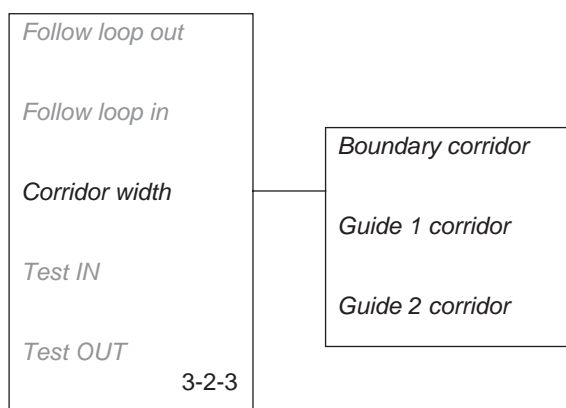 Follow loop out
Follow loop in
Corridor width
Test IN
Test OUT
3-2-3
Boundary corridor
Guide 1 corridor
Guide 2 corridor